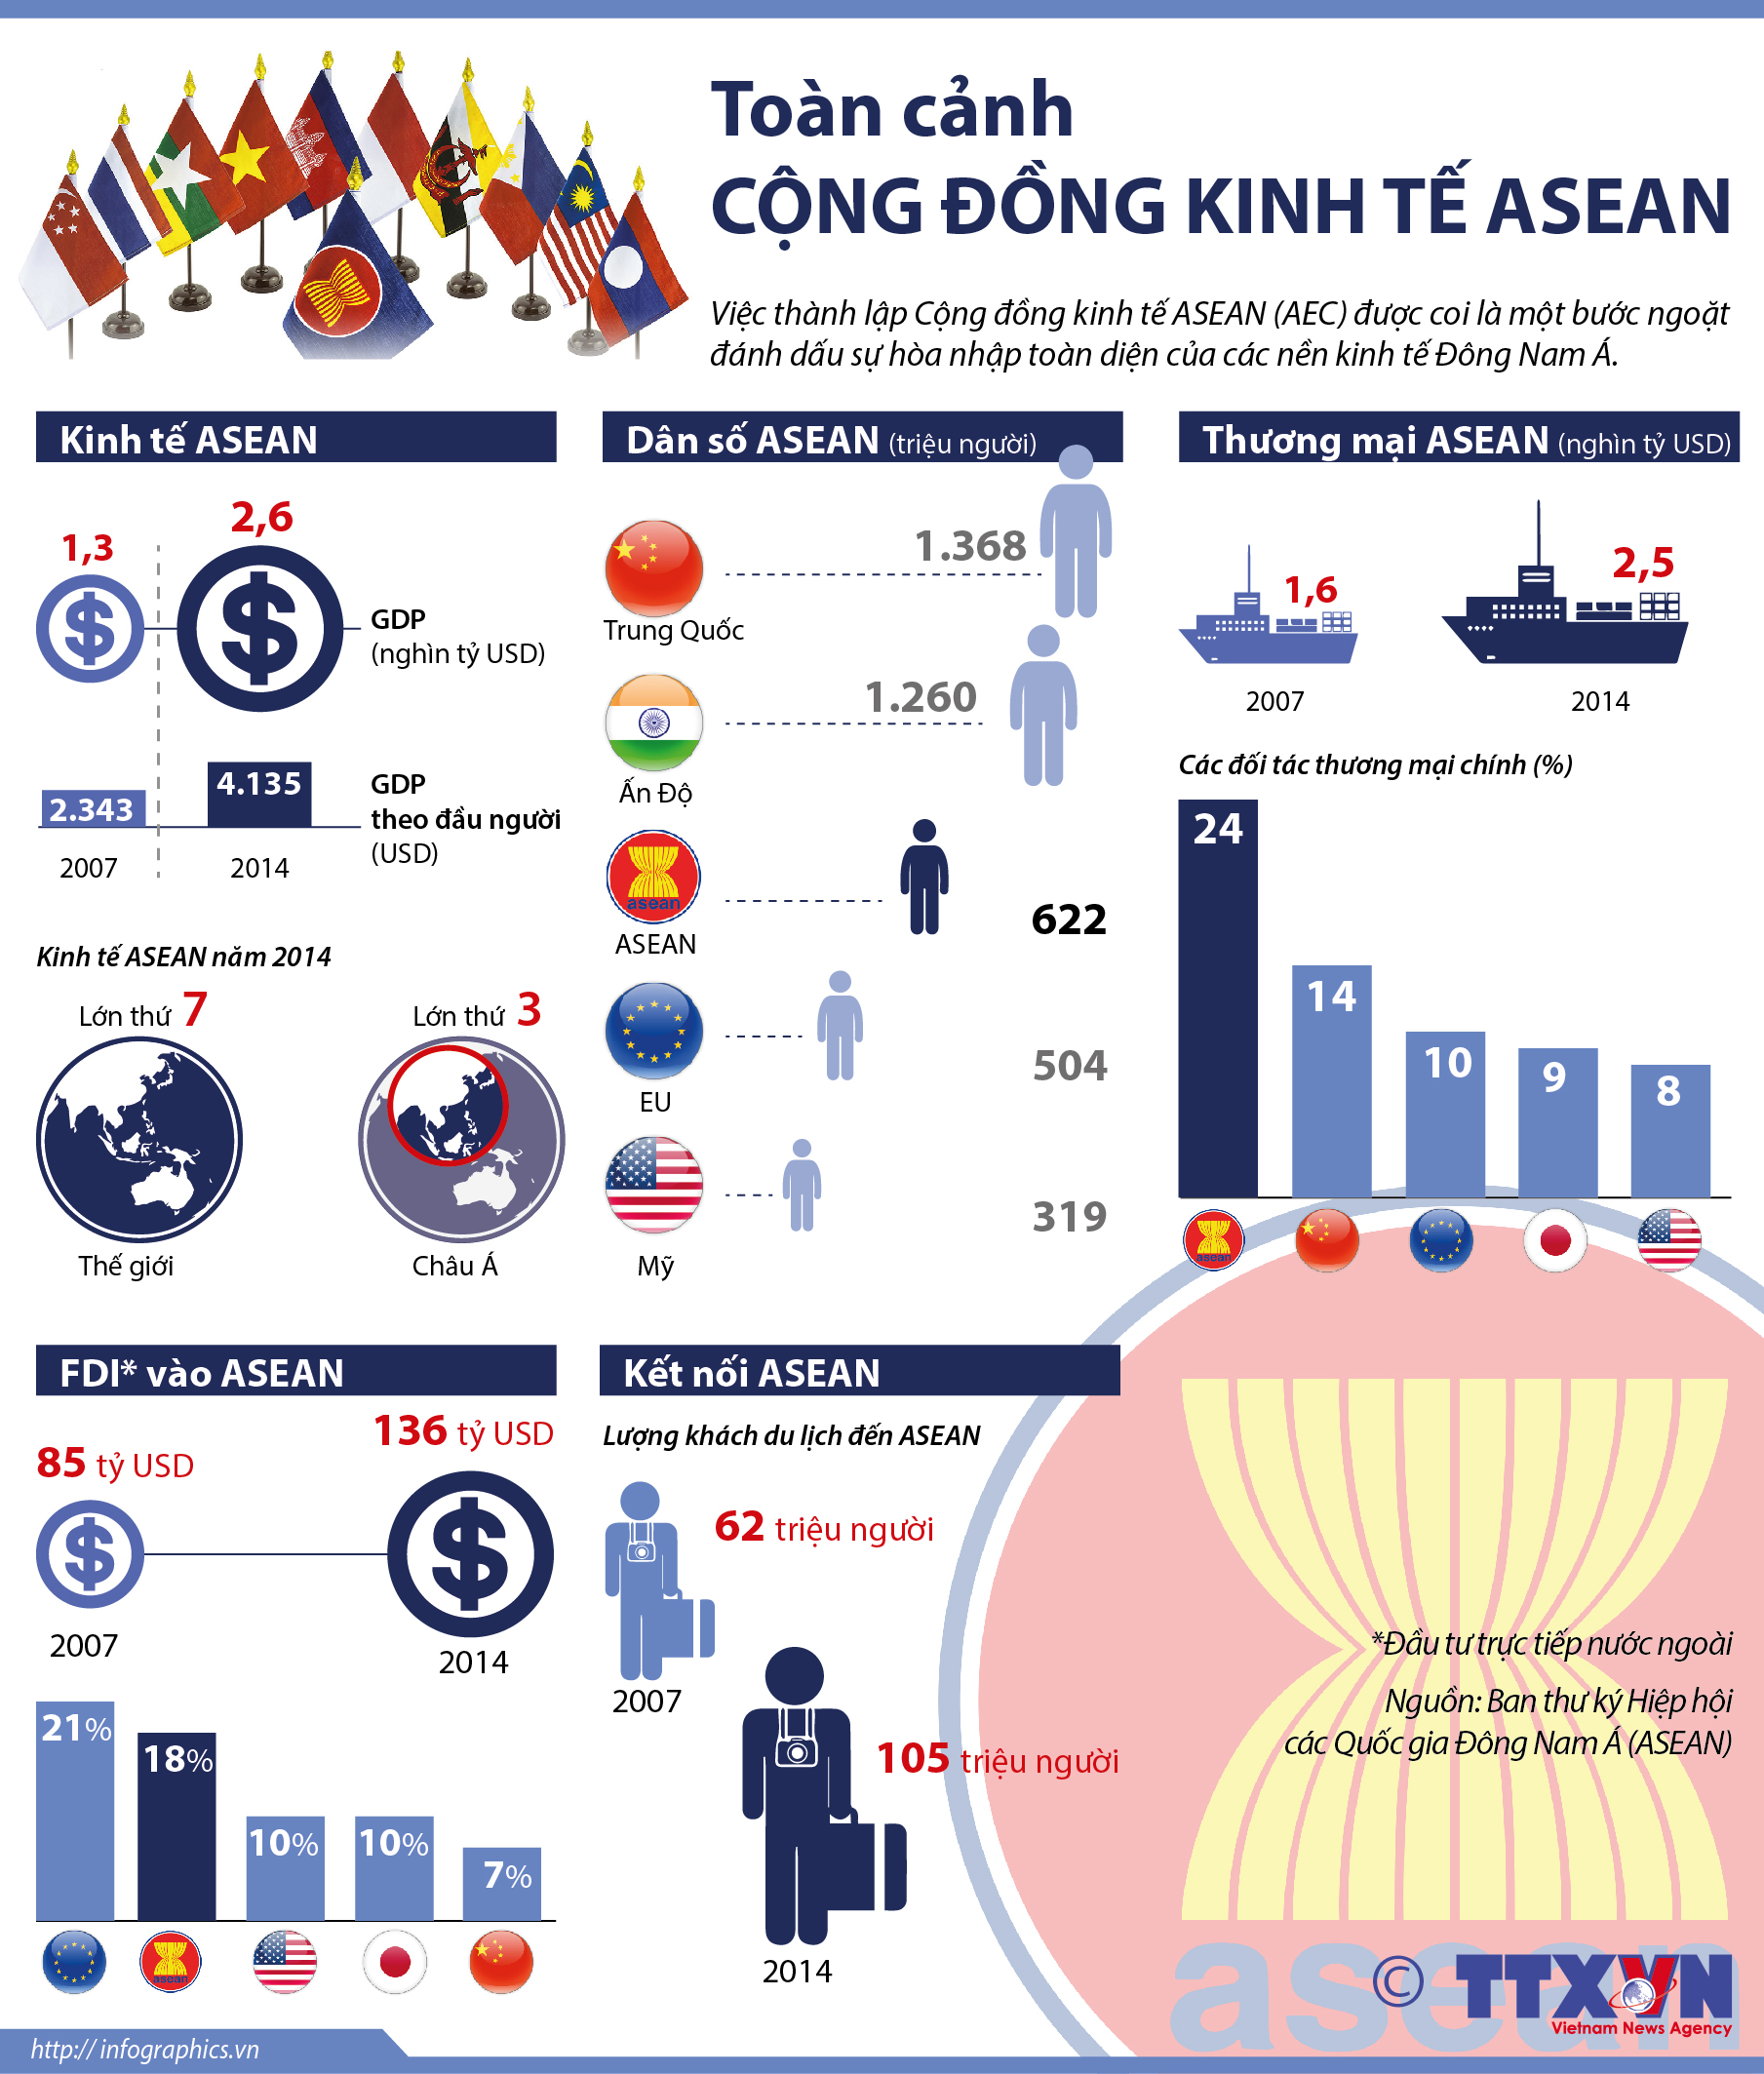 Toàn cảnh
CỘNG ĐỒNG KINH TẾ ASEAN
Việc thành lập Cộng đồng kinh tế ASEAN (AEC) được coi là một bước ngoặt
đánh dấu sự hòa nhập toàn diện của các nền kinh tế Đông Nam Á.
Kinh tế ASEAN
1,3
2,6
GDP
(nghìn tỷ USD)
2.343
4.135
GDP
theo đầu người
(USD)
2007
2014
Kinh tế ASEAN năm 2014
Lớn thứ 7
Lớn thứ 3
Thế giới
Châu Á
Dân số ASEAN (triệu người)
1.368
Trung Quốc
1.260
Ấn Độ
asean
622
ASEAN
504
EU
319
Mỹ
Thương mại ASEAN (nghìn tỷ USD)
1,6
2,5
2007
2014
Các đối tác thương mại chính (%)
24
14
10
9
8
asean
FDI* vào ASEAN
85 tỷ USD
136 tỷ USD
2007
2014
21%
18%
10%
10%
7%
asean
Kết nối ASEAN
Lượng khách du lịch đến ASEAN
62 triệu người
2007
105 triệu người
2014
*Đầu tư trực tiếp nước ngoài
Nguồn: Ban thư ký Hiệp hội
các Quốc gia Đông Nam Á (ASEAN)
asean
© TTXVN
Vietnam News Agency
http:// infographics.vn